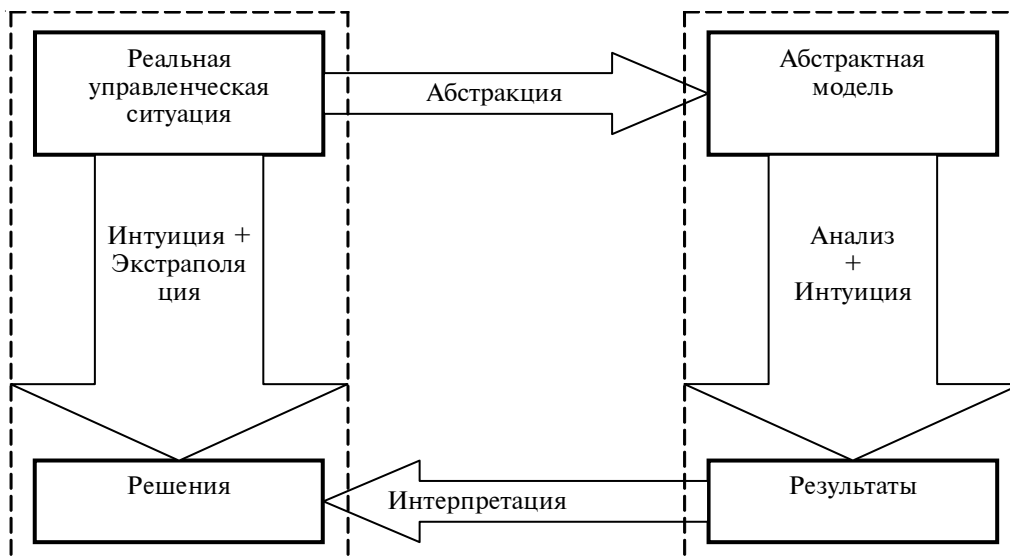 Реальная
управленческая
ситуация
Абстракция
Абстрактная
модель
Интуиция +
Экстраполя
ция
Анализ
+
Интуиция
Решения
Интерпретация
Результаты